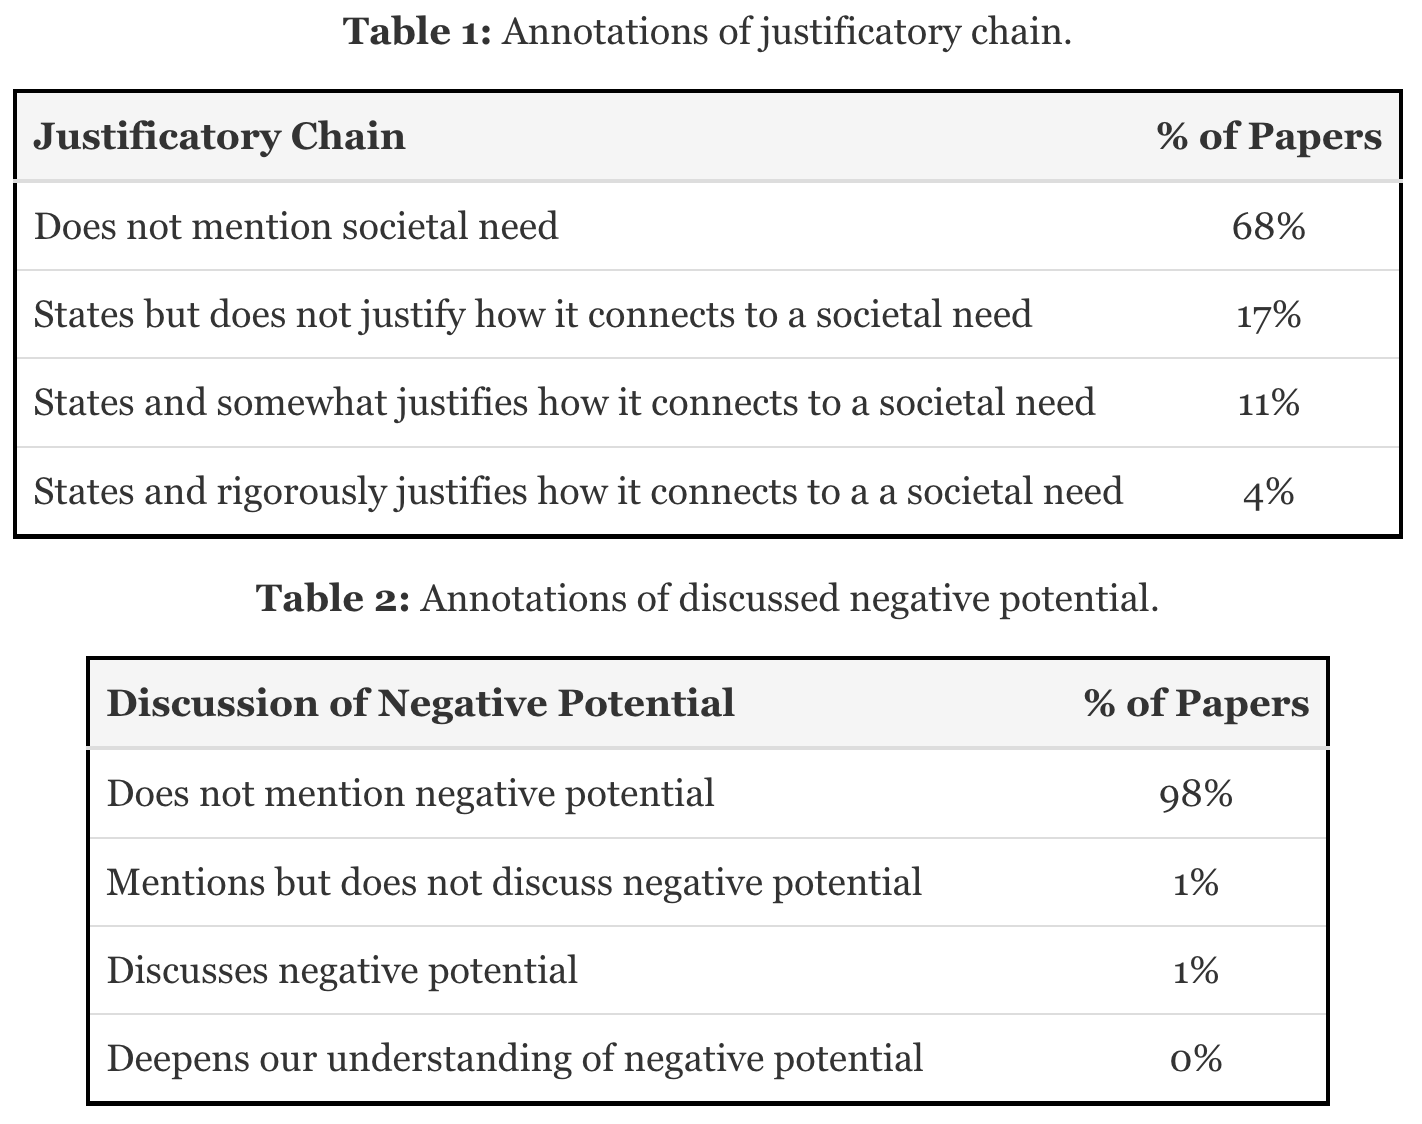 Table 1: Annotations of justificatory chain.
Justificatory Chain % of Papers
Does not mention societal need 68%
States but does not justify how it connects to a societal need 17%
States and somewhat justifies how it connects to a societal need 11%
States and rigorously justifies how it connects to a a societal need 4%
Table 2: Annotations of discussed negative potential.
Discussion of Negative Potential % of Papers
Does not mention negative potential 98%
Mentions but does not discuss negative potential 1%
Discusses negative potential 1%
Deepens our understanding of negative potential 0%